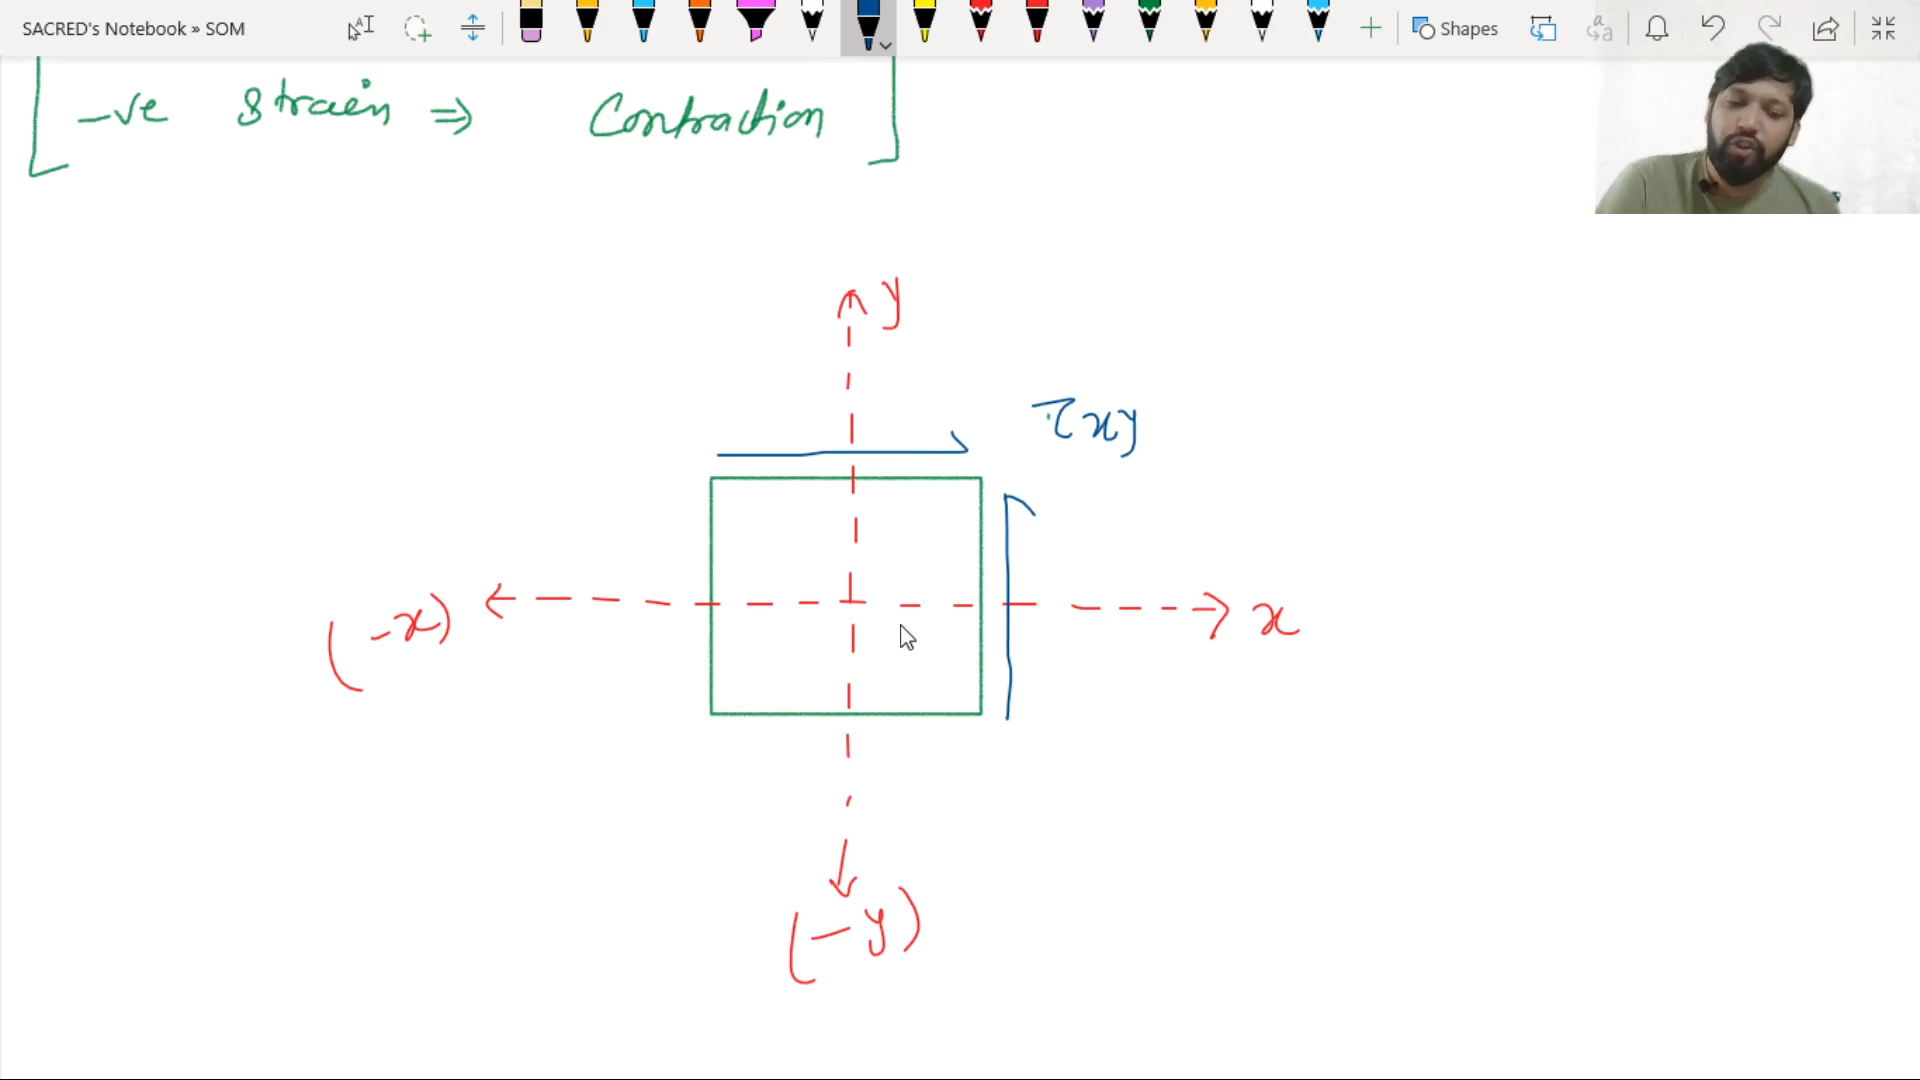 SACRED's Notebook » SOM
Shapes
-ve strain ⇒ Contraction
y
τxy
(-x)
x
(-y)